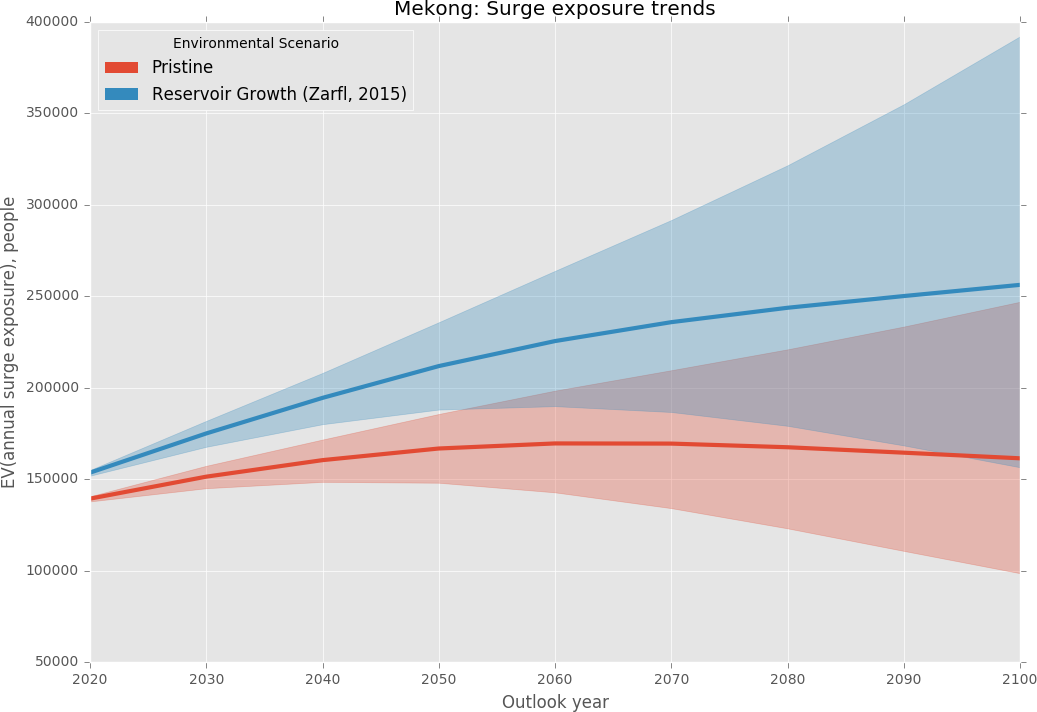 Mekong: Surge exposure trends
Environmental Scenario
Pristine
Reservoir Growth (Zarfl, 2015)
EV(annual surge exposure), people
400000
350000
300000
250000
200000
150000
100000
50000
2020 2030 2040 2050 2060 2070 2080 2090 2100
Outlook year